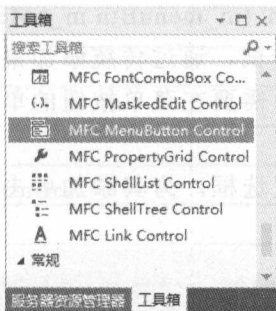 工具箱
搜索工具箱
MFC FontComboBox Co...
MFC MaskedEdit Control
MFC MenuButton Control
MFC PropertyGrid Control
MFC ShellList Control
MFC ShellTree Control
MFC Link Control
常规
服务器资源管理器 工具箱